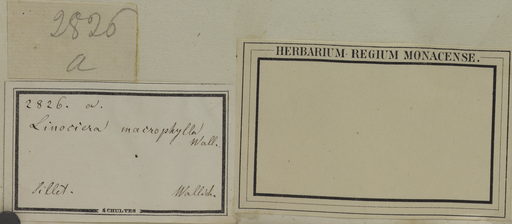 2826
a
HERBARIUM REGIUM MONACENSE.
2826. a.
Linociera macrophylla
Wall.
Sillet. Wallich.
SCHULTES